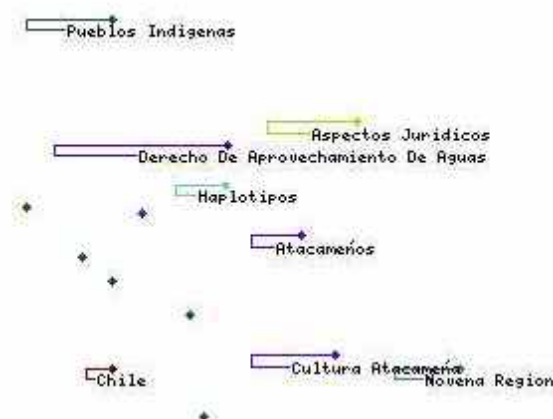 Pueblos Indigenas
Aspectos Juridicos
Derecho De Aprovechamiento De Aguas
Haplotipos
Atacameños
Cultura Atacameña
Chile
Novena Region